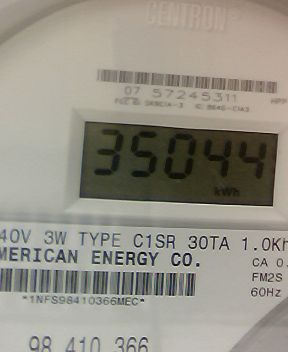 CENTRON®
07 57245311
35044
kWh
40V 3W TYPE C1SR 30TA 1.0Kh
MERICAN ENERGY CO.
CA 0.
FM2S
60Hz
*1NFS98410366MEC*
98 410 366